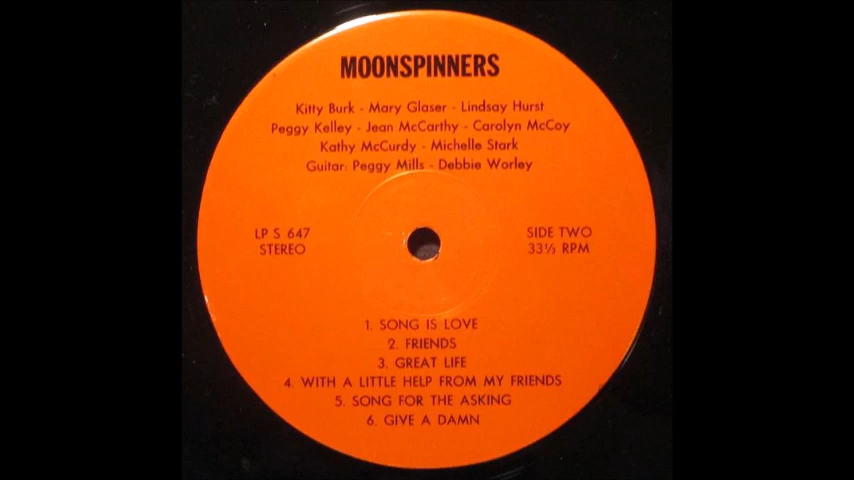 MOONSPINNERS
Kitty Burk - Mary Glaser - Lindsay Hurst
Peggy Kelley - Jean McCarthy - Carolyn McCoy
Kathy McCurdy - Michelle Stark
Guitar: Peggy Mills - Debbie Worley
LP S 647
STEREO
SIDE TWO
33⅓ RPM
1. SONG IS LOVE
2. FRIENDS
3. GREAT LIFE
4. WITH A LITTLE HELP FROM MY FRIENDS
5. SONG FOR THE ASKING
6. GIVE A DAMN